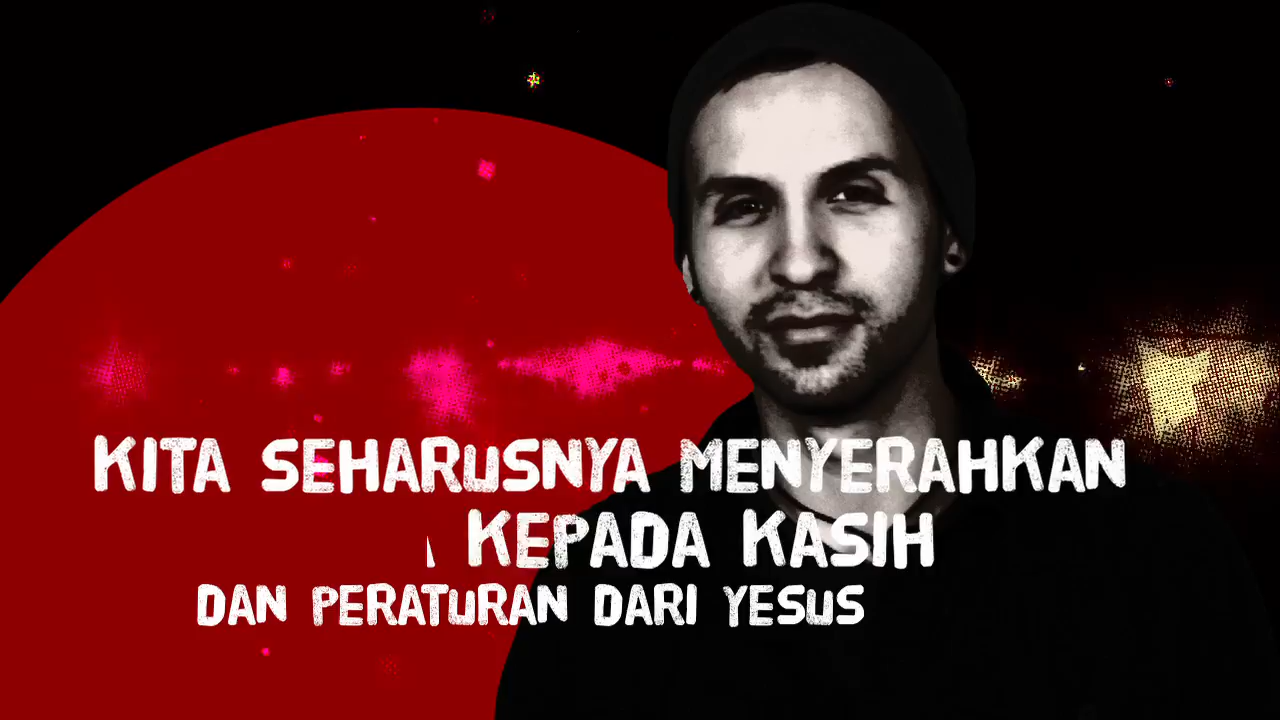 KITA SEHARUSNYA MENYERAHKAN
KEPADA KASIH
DAN PERATURAN DARI YESUS